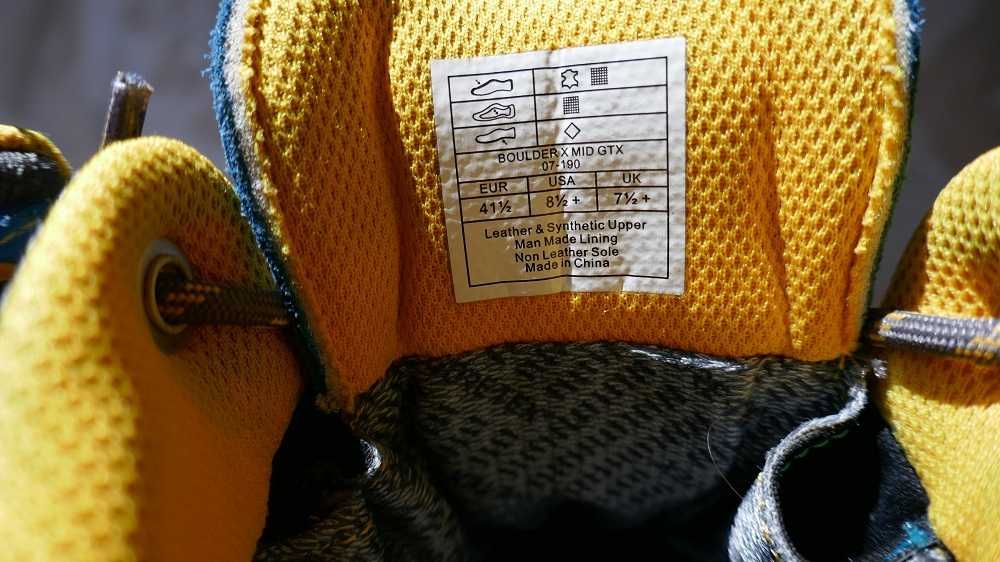 BOULDER X MID GTX
07-190
EUR USA UK
41½ 8½ + 7½ +
Leather & Synthetic Upper
Man Made Lining
Non Leather Sole
Made in China